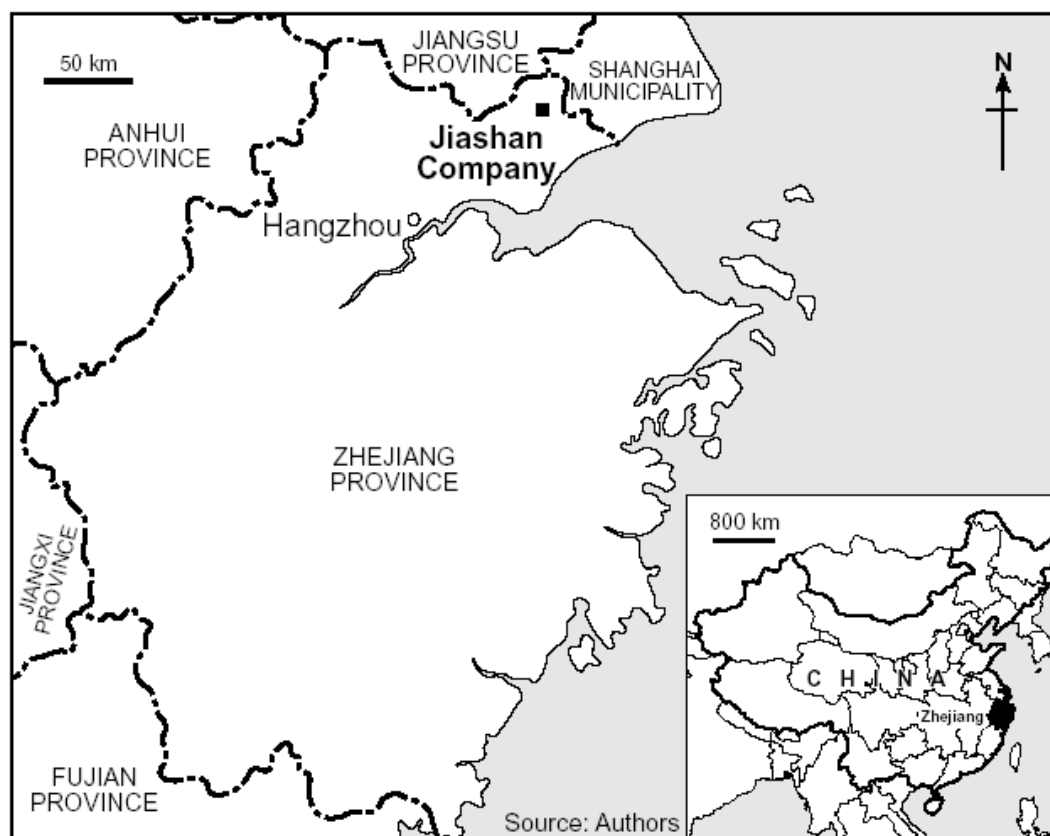 50 km
JIANGSU
PROVINCE
SHANGHAI
MUNICIPALITY
N
ANHUI
PROVINCE
Jiashan
Company
Hangzhou
ZHEJIANG
PROVINCE
JIANGXI
PROVINCE
800 km
CHINA
Zhejiang
FUJIAN
PROVINCE
Source: Authors